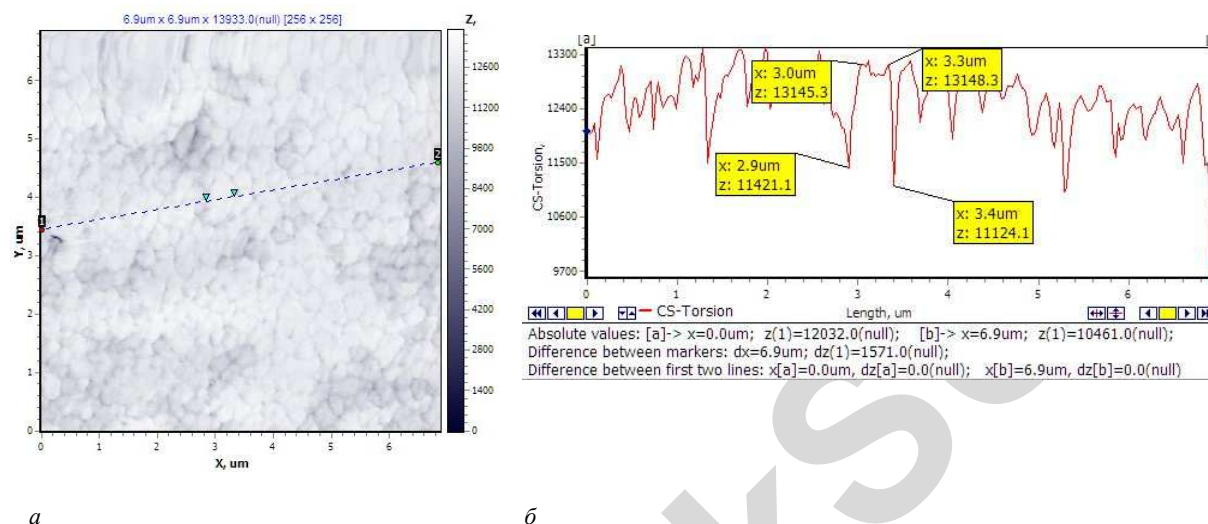 6.9um x 6.9um x 13933.0(null) [256 x 256]
Z,
6
5
4
3
2
1
0
Y, um
1
2
0
1
2
3
4
5
6
X, um
12600
11200
9800
8400
7000
5600
4200
2800
1400
0
[a]
[
13300
12400
11500
10600
9700
CS-Torsion,
x: 3.0um
z: 13145.3
x: 3.3um
z: 13148.3
x: 2.9um
z: 11421.1
x: 3.4um
z: 11124.1
0
1
2
3
4
5
6
CS-Torsion
Length, um
Absolute values: [a]-> x=0.0um; z(1)=12032.0(null); [b]-> x=6.9um; z(1)=10461.0(null);
Difference between markers: dx=6.9um; dz(1)=1571.0(null);
Difference between first two lines: x[a]=0.0um, dz[a]=0.0(null); x[b]=6.9um, dz[b]=0.0(null)
а
б